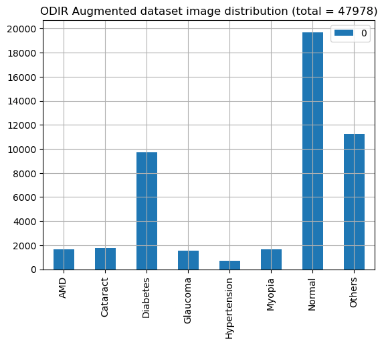 ODIR Augmented dataset image distribution (total = 47978)
0
20000
18000
16000
14000
12000
10000
8000
6000
4000
2000
0
AMD
Cataract
Diabetes
Glaucoma
Hypertension
Myopia
Normal
Others